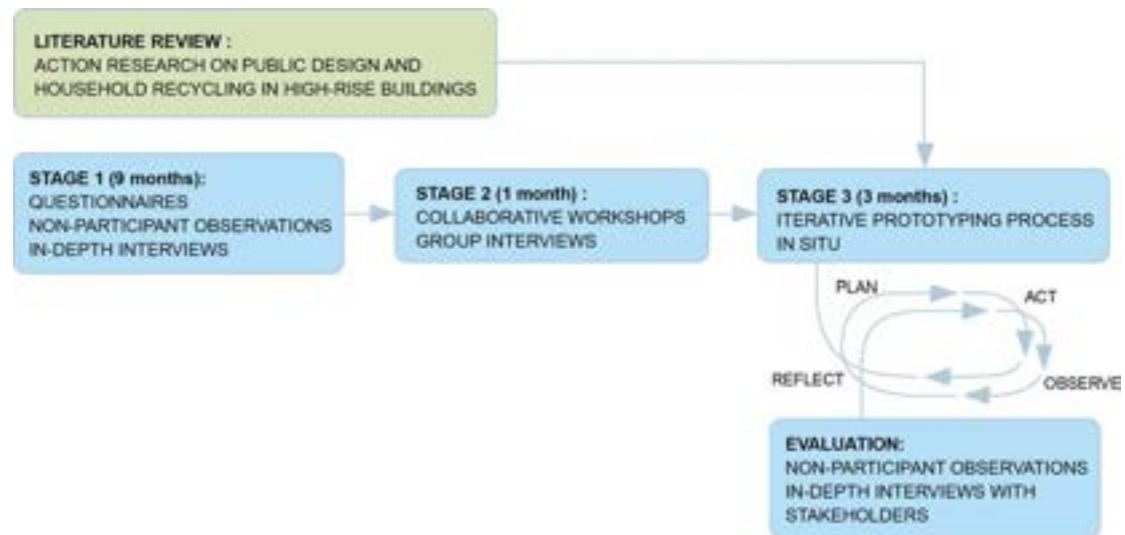 LITERATURE REVIEW :
ACTION RESEARCH ON PUBLIC DESIGN AND
HOUSEHOLD RECYCLING IN HIGH-RISE BUILDINGS
STAGE 1 (9 months):
QUESTIONNAIRES
NON-PARTICIPANT OBSERVATIONS
IN-DEPTH INTERVIEWS
STAGE 2 (1 month) :
COLLABORATIVE WORKSHOPS
GROUP INTERVIEWS
STAGE 3 (3 months) :
ITERATIVE PROTOTYPING PROCESS
IN SITU
PLAN
ACT
REFLECT
OBSERVE
EVALUATION:
NON-PARTICIPANT OBSERVATIONS
IN-DEPTH INTERVIEWS WITH
STAKEHOLDERS